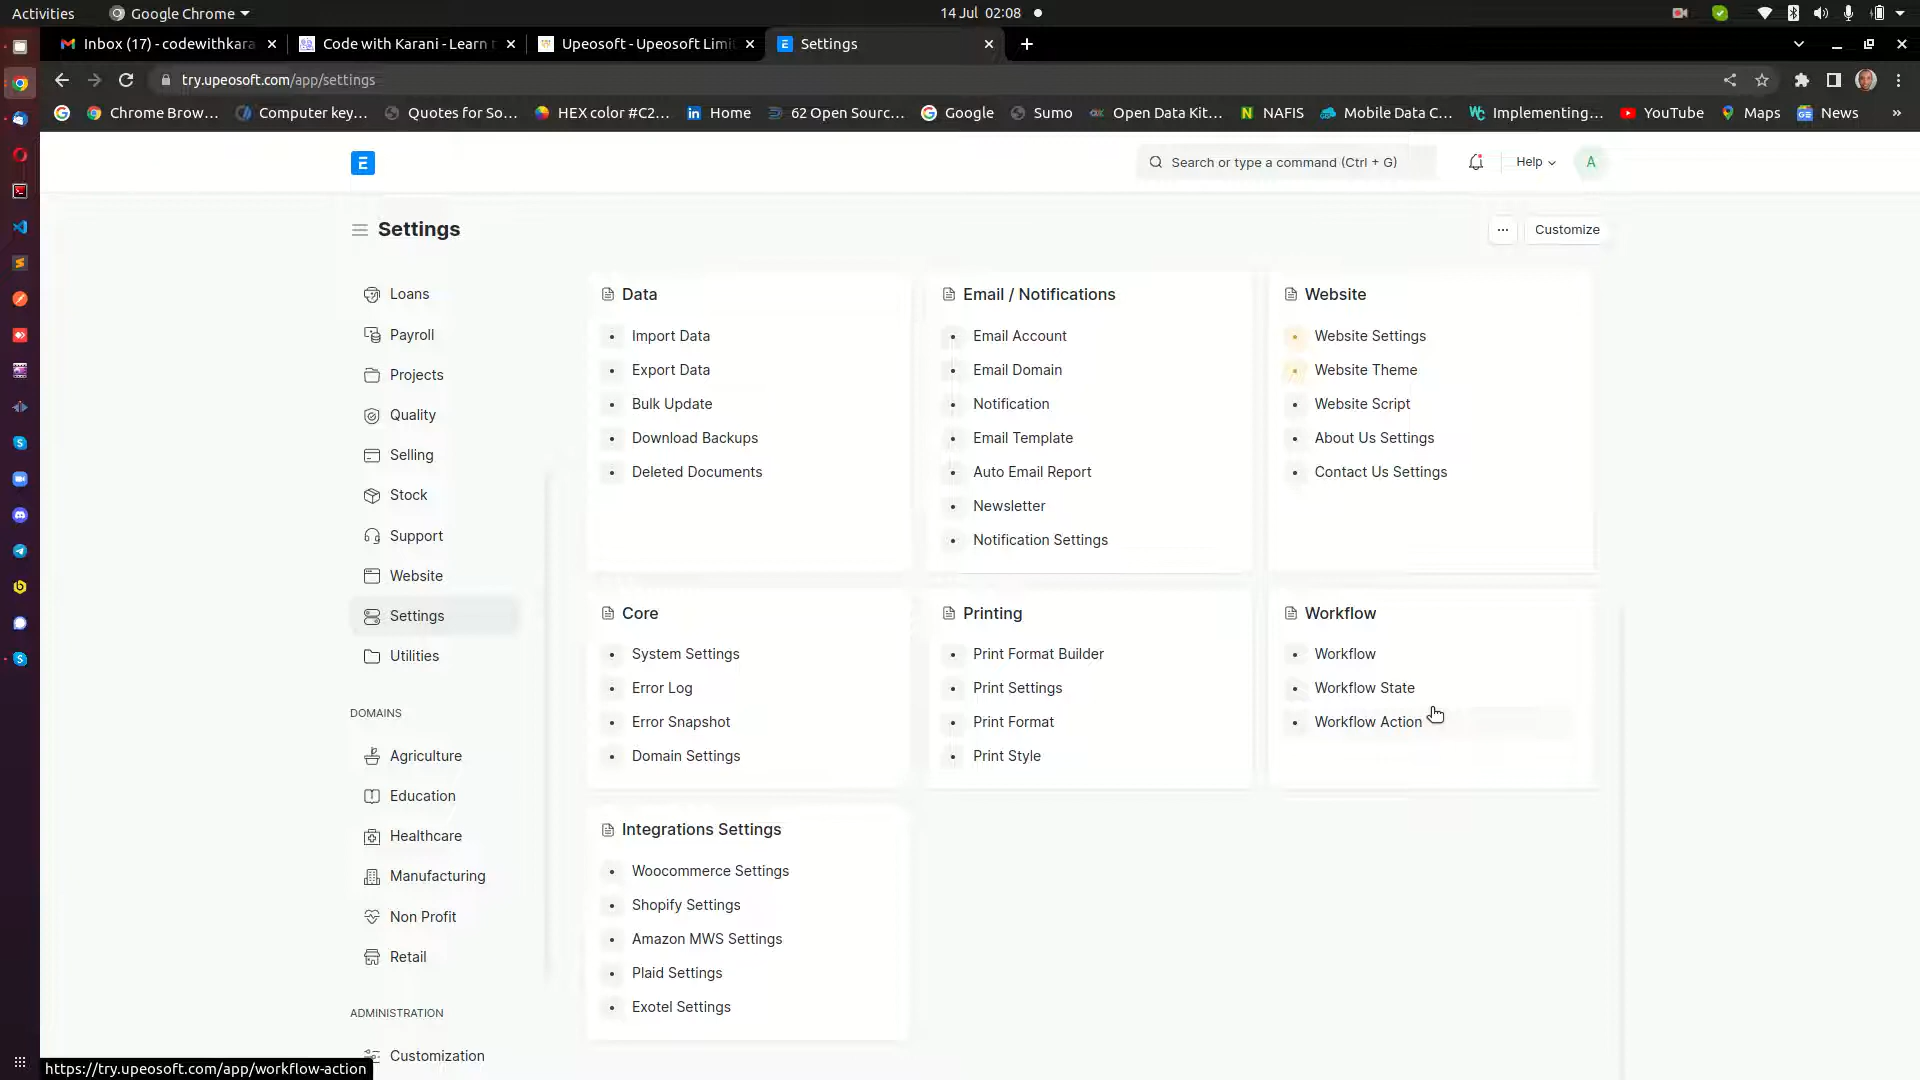 Activities
Google Chrome
14 Jul 02:08
Inbox (17) - codewithkara
Code with Karani - Learn
Upeosoft - Upeosoft Limi
Settings
try.upeosoft.com/app/settings
Chrome Brow...
Computer key...
Quotes for So...
HEX color #C2...
Home
62 Open Sourc...
Google
Sumo
Open Data Kit...
NAFIS
Mobile Data C...
Implementing...
YouTube
Maps
News
»
E
Search or type a command (Ctrl + G)
Help
A
Settings
...
Customize
Loans
Payroll
Projects
Quality
Selling
Stock
Support
Website
Settings
Utilities
DOMAINS
Agriculture
Education
Healthcare
Manufacturing
Non Profit
Retail
ADMINISTRATION
Customization
Data
Import Data
Export Data
Bulk Update
Download Backups
Deleted Documents
Email / Notifications
Email Account
Email Domain
Notification
Email Template
Auto Email Report
Newsletter
Notification Settings
Website
Website Settings
Website Theme
Website Script
About Us Settings
Contact Us Settings
Core
System Settings
Error Log
Error Snapshot
Domain Settings
Printing
Print Format Builder
Print Settings
Print Format
Print Style
Workflow
Workflow
Workflow State
Workflow Action
Integrations Settings
Woocommerce Settings
Shopify Settings
Amazon MWS Settings
Plaid Settings
Exotel Settings
https://try.upeosoft.com/app/workflow-action